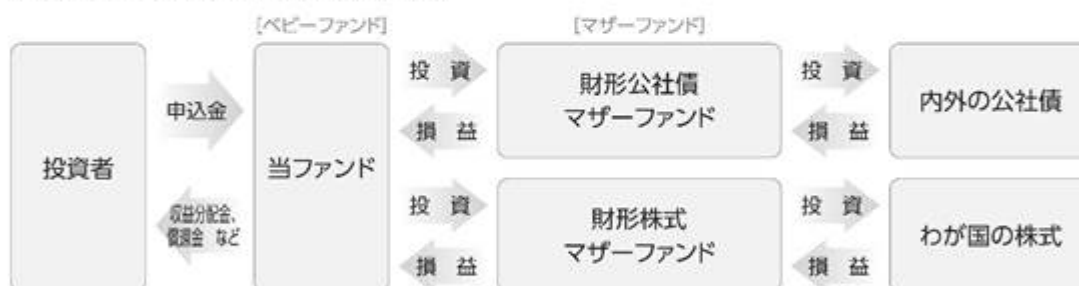 [ベビーファンド]
[マザーファンド]
投資者
申込金
収益分配金、
償還金 など
当ファンド
投 資
損 益
財形公社債
マザーファンド
投 資
損 益
内外の公社債
投 資
損 益
財形株式
マザーファンド
投 資
損 益
わが国の株式